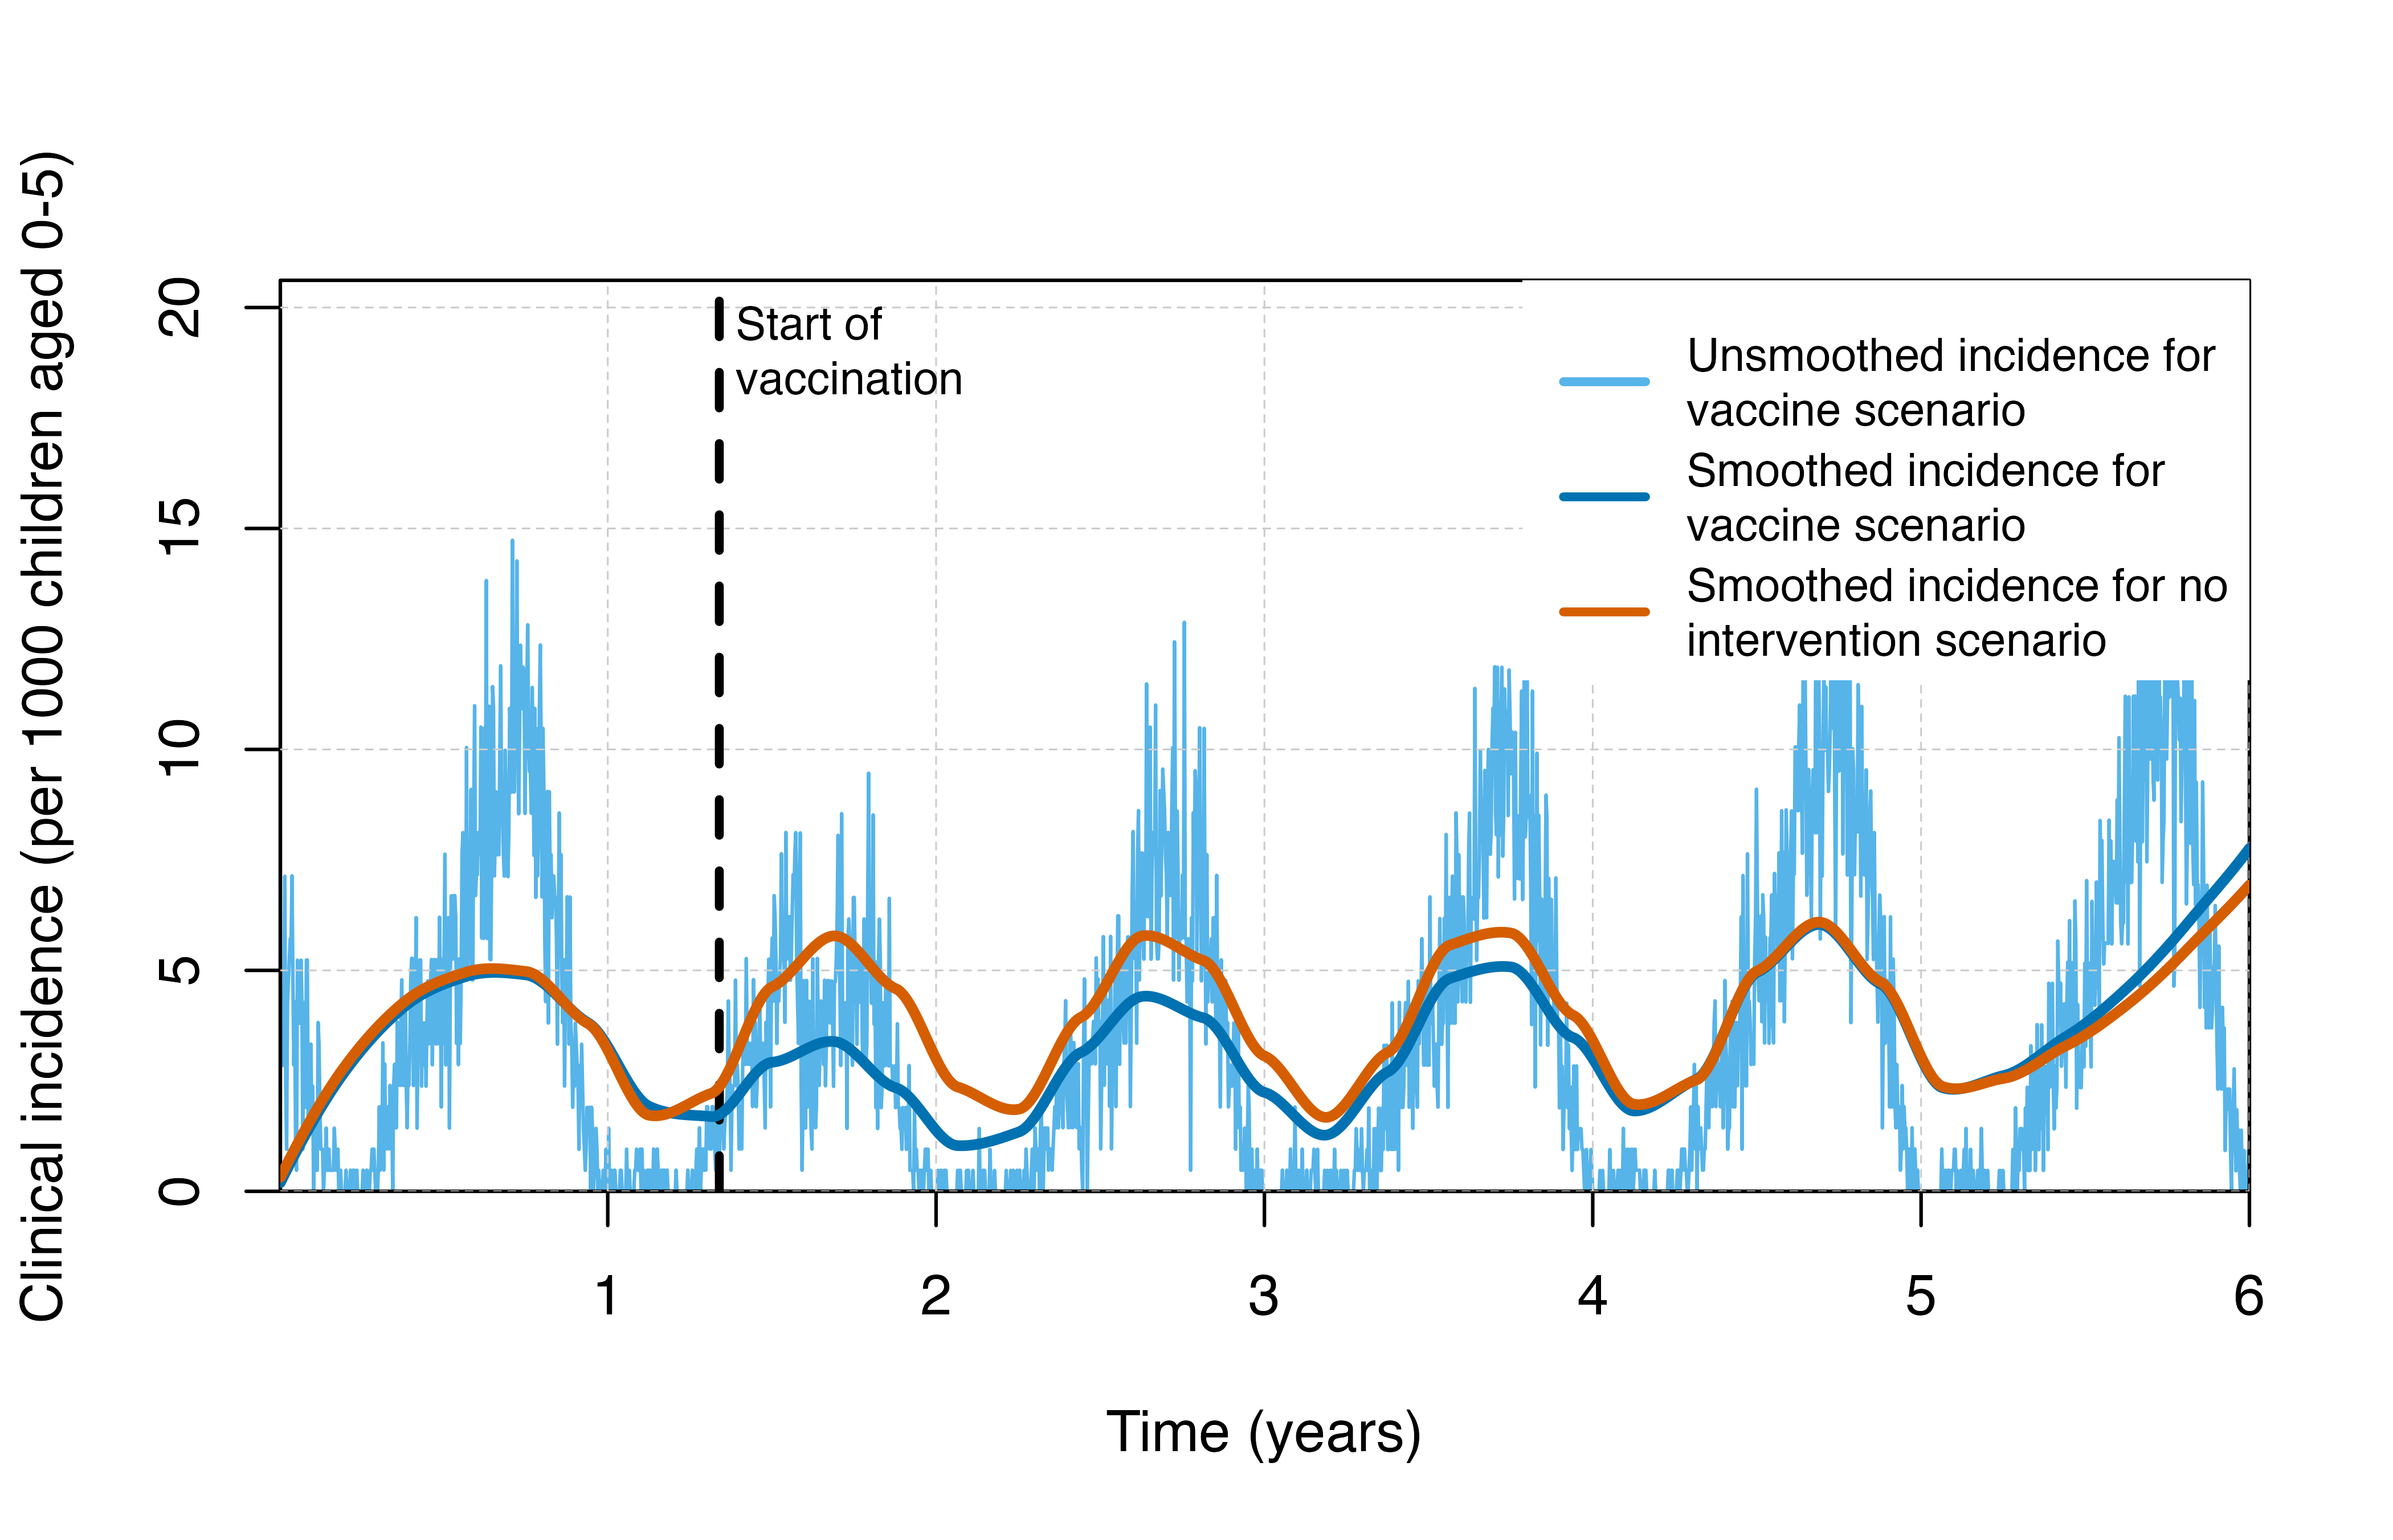 Clinical incidence (per 1000 children aged 0-5)
20
15
10
5
0
Start of
vaccination
Unsmoothed incidence for
vaccine scenario
Smoothed incidence for
vaccine scenario
Smoothed incidence for no
intervention scenario
1 2 3 4 5 6
Time (years)